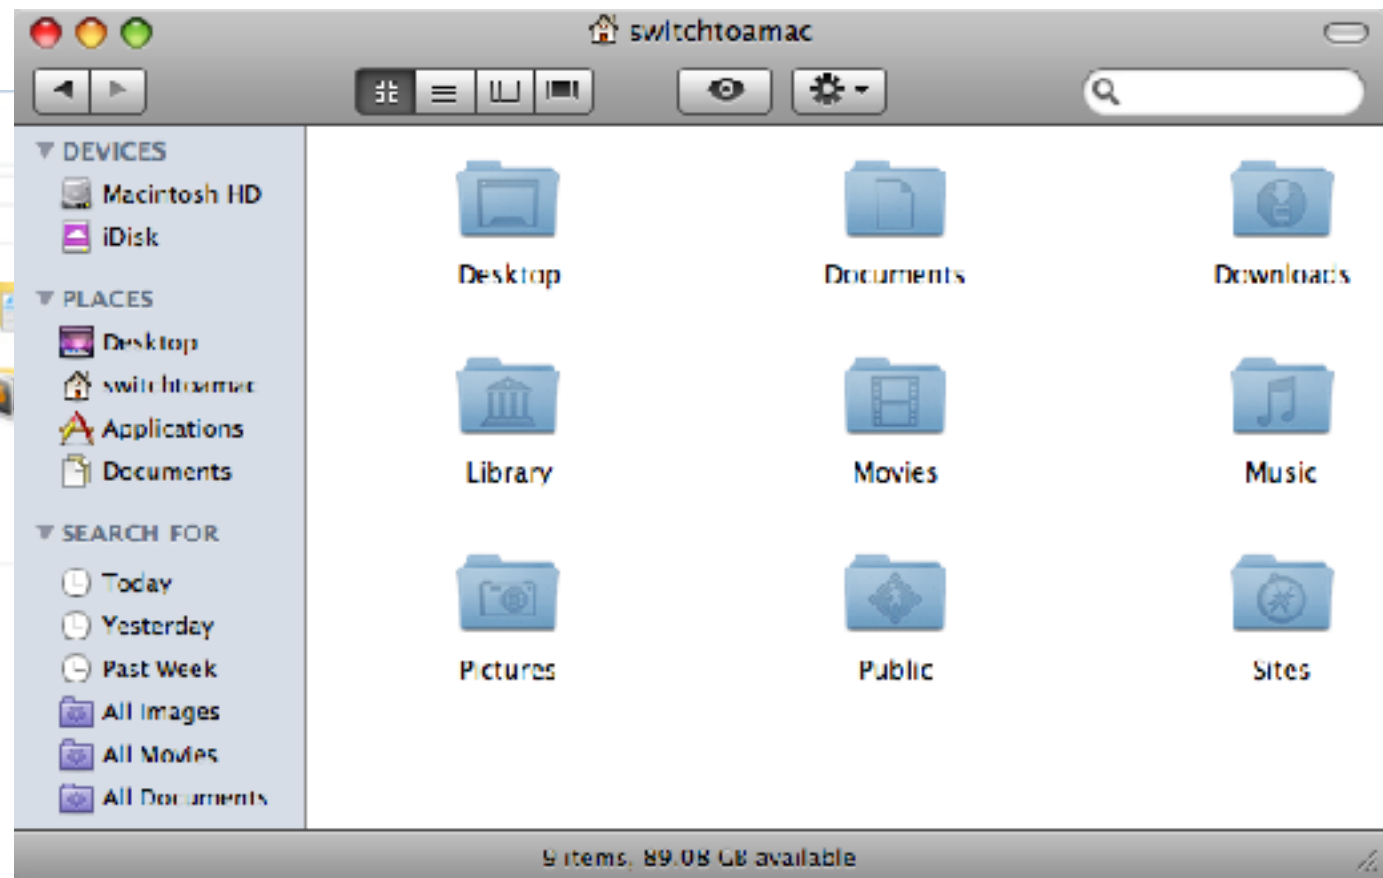 switchtoamac
DEVICES
Macintosh HD
iDisk
PLACES
Desktop
switchtoamac
Applications
Documents
SEARCH FOR
Today
Yesterday
Past Week
All Images
All Movies
All Documents
Desktop Documents Downloads
Library Movies Music
Pictures Public Sites
9 items, 89.08 GB available